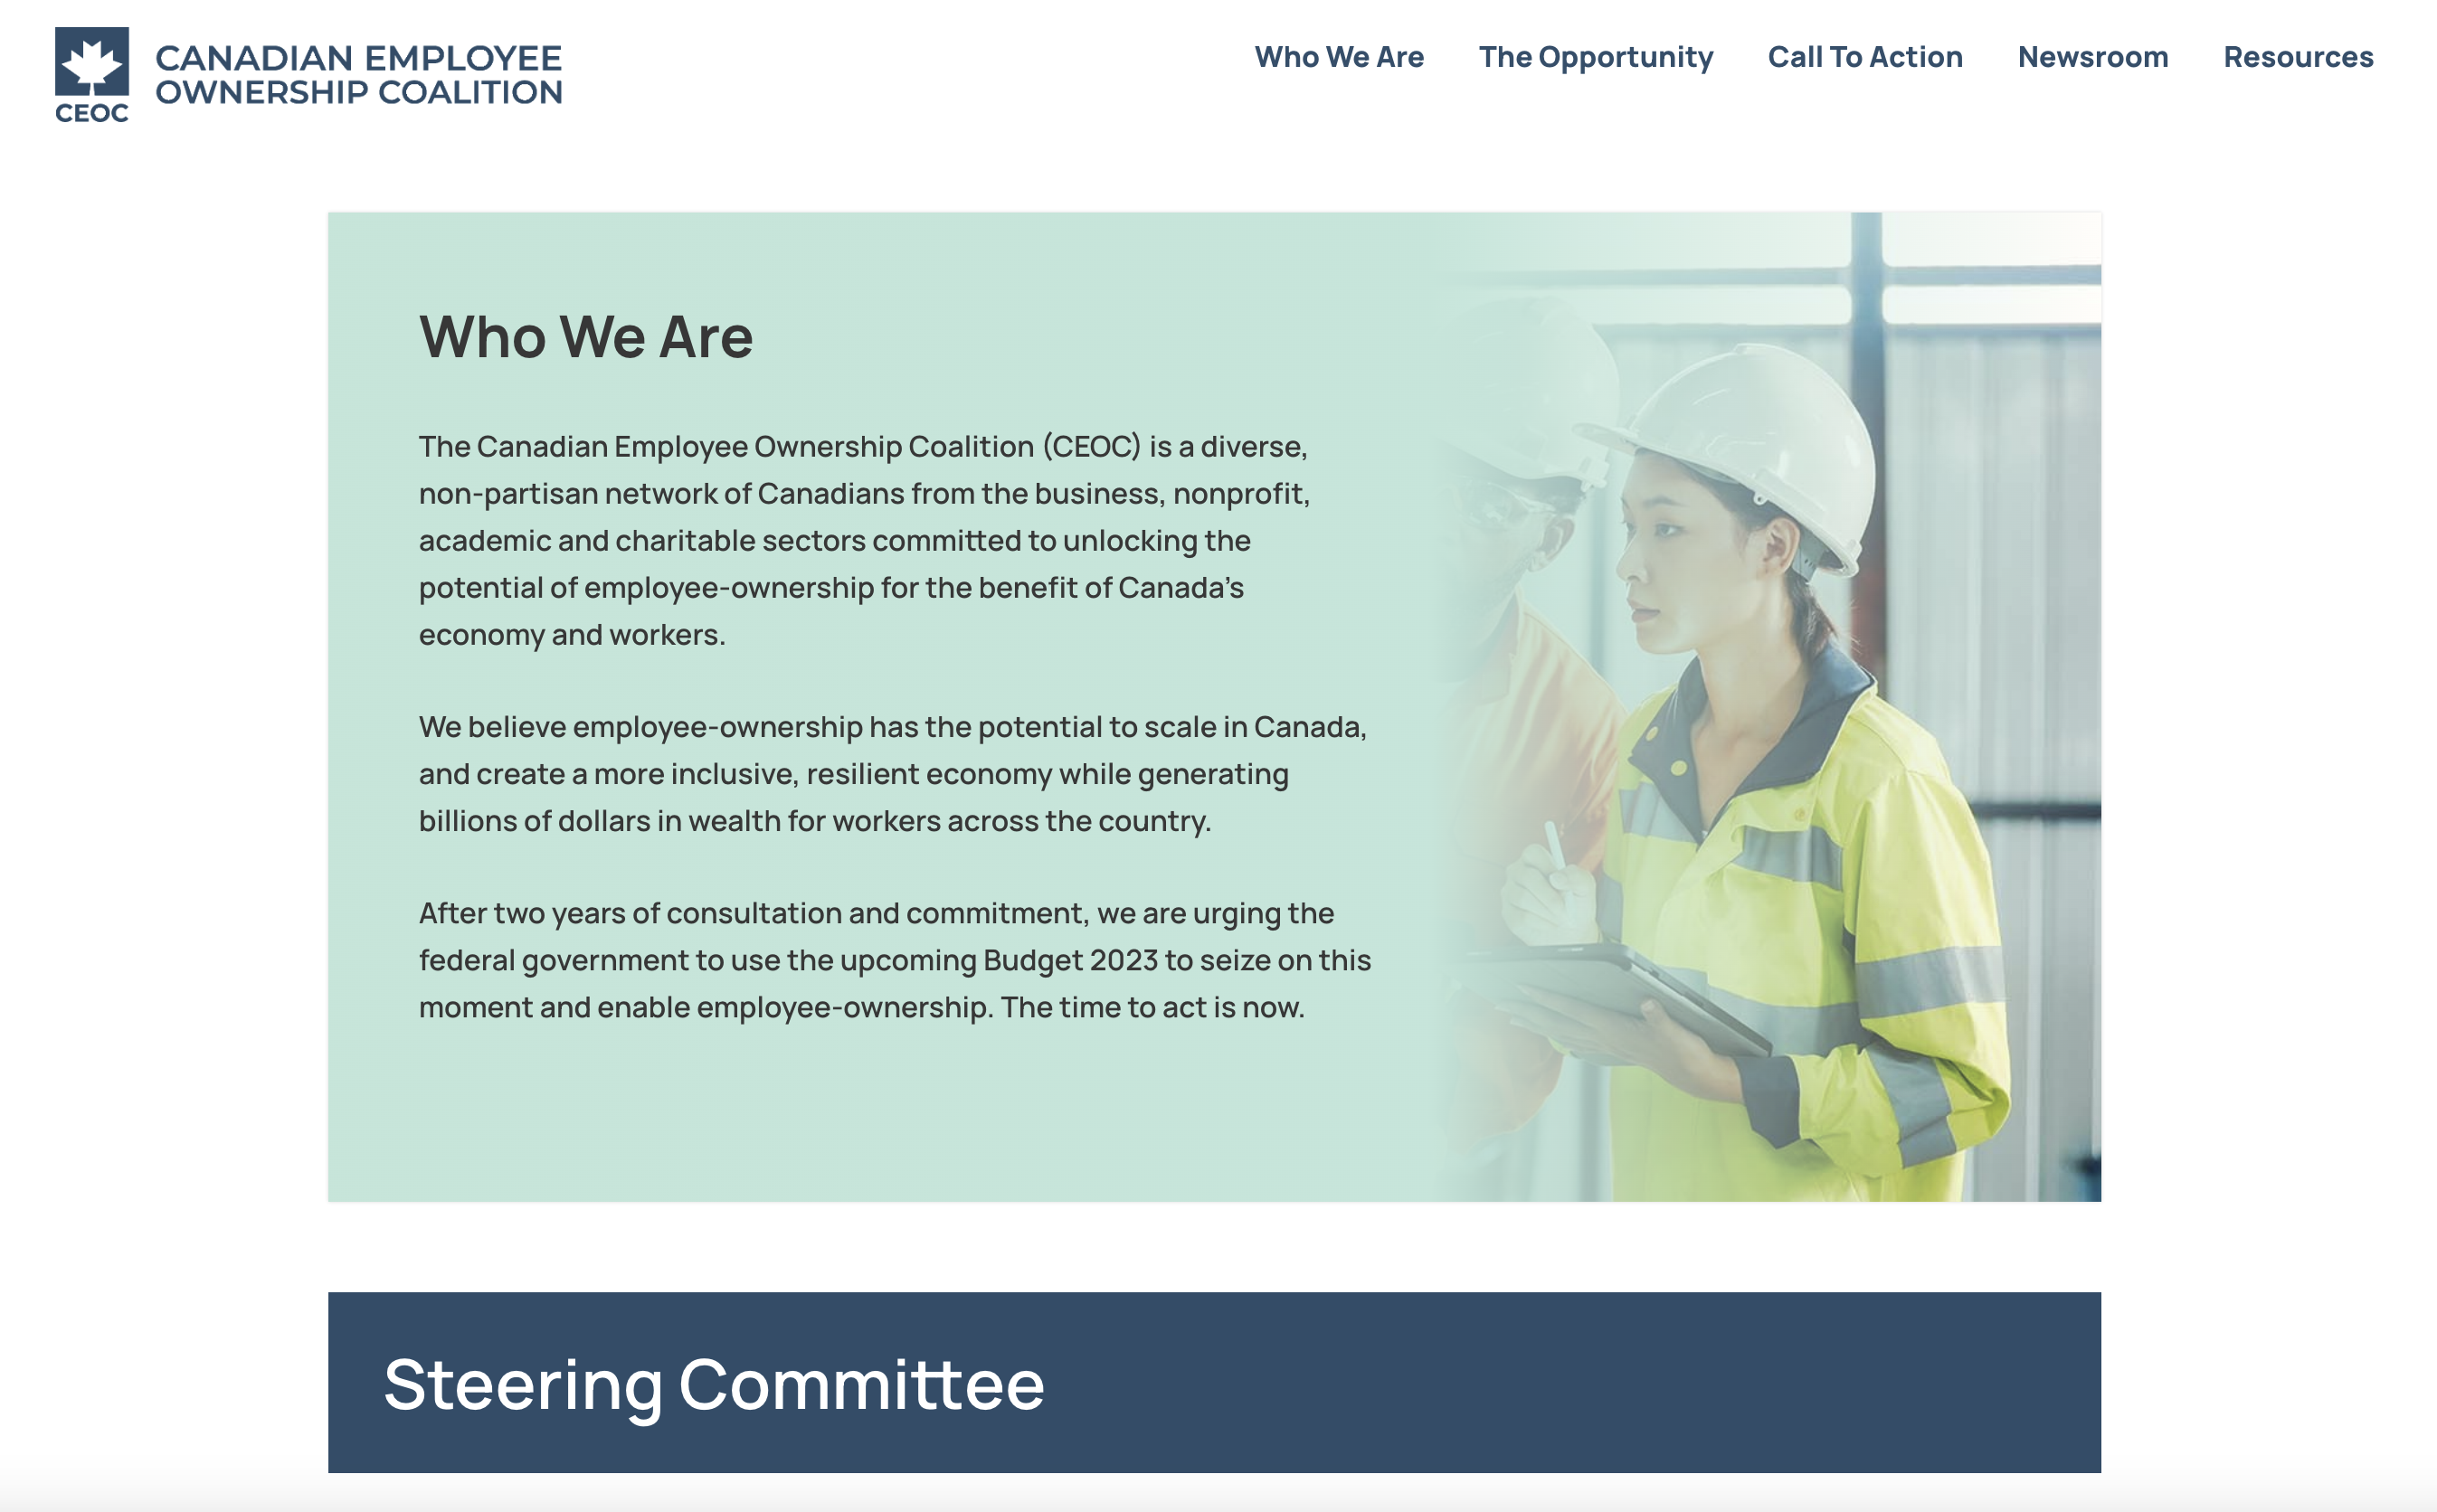 CEOC
CANADIAN EMPLOYEE
OWNERSHIP COALITION
Who We Are
The Opportunity
Call To Action
Newsroom
Resources
Who We Are
The Canadian Employee Ownership Coalition (CEOC) is a diverse,
non-partisan network of Canadians from the business, nonprofit,
academic and charitable sectors committed to unlocking the
potential of employee-ownership for the benefit of Canada’s
economy and workers.
We believe employee-ownership has the potential to scale in Canada,
and create a more inclusive, resilient economy while generating
billions of dollars in wealth for workers across the country.
After two years of consultation and commitment, we are urging the
federal government to use the upcoming Budget 2023 to seize on this
moment and enable employee-ownership. The time to act is now.
Steering Committee